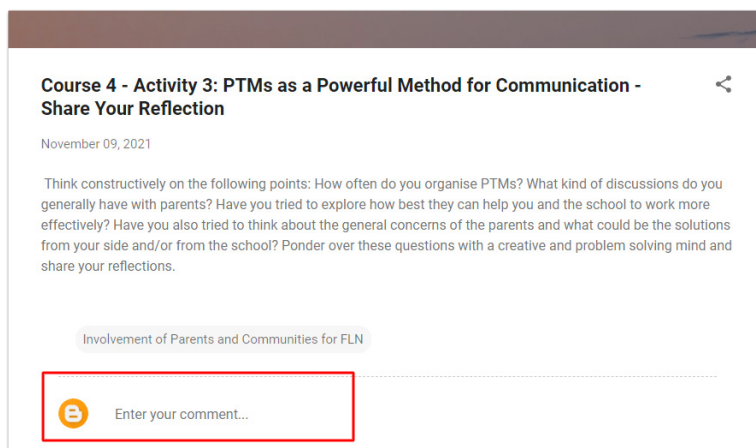 Course 4 - Activity 3: PTMs as a Powerful Method for Communication -
Share Your Reflection
November 09, 2021
Think constructively on the following points: How often do you organise PTMs? What kind of discussions do you
generally have with parents? Have you tried to explore how best they can help you and the school to work more
effectively? Have you also tried to think about the general concerns of the parents and what could be the solutions
from your side and/or from the school? Ponder over these questions with a creative and problem solving mind and
share your reflections.
Involvement of Parents and Communities for FLN
Enter your comment...